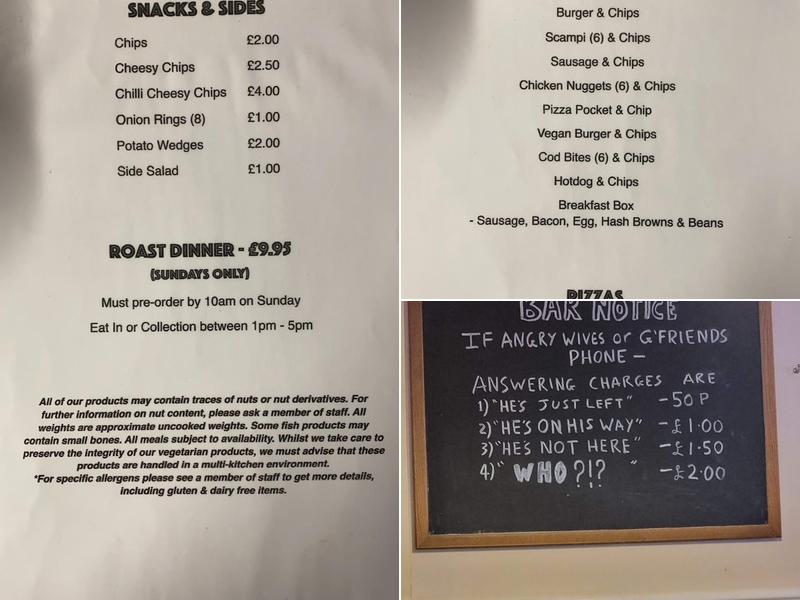 SNACKS & SIDES
Chips £2.00
Cheesy Chips £2.50
Chilli Cheesy Chips £4.00
Onion Rings (8) £1.00
Potato Wedges £2.00
Side Salad £1.00
ROAST DINNER - £9.95
(SUNDAYS ONLY)
Must pre-order by 10am on Sunday
Eat In or Collection between 1pm - 5pm
All of our products may contain traces of nuts or nut derivatives. For
further information on nut content, please ask a member of staff. All
weights are approximate uncooked weights. Some fish products may
contain small bones. All meals subject to availability. Whilst we take care to
preserve the integrity of our vegetarian products, we must advise that these
products are handled in a multi-kitchen environment.
*For specific allergens please see a member of staff to get more details,
including gluten & dairy free items.
Burger & Chips
Scampi (6) & Chips
Sausage & Chips
Chicken Nuggets (6) & Chips
Pizza Pocket & Chip
Vegan Burger & Chips
Cod Bites (6) & Chips
Hotdog & Chips
Breakfast Box
- Sausage, Bacon, Egg, Hash Browns & Beans
PIZZAS
BAR NOTICE
IF ANGRY WIVES or G'FRIENDS
PHONE -
ANSWERING CHARGES ARE
1) "HE'S JUST LEFT" - 50 P
2) "HE'S ON HIS WAY" - £1.00
3) "HE'S NOT HERE" - £1.50
4) " WHO?!? " - £2.00